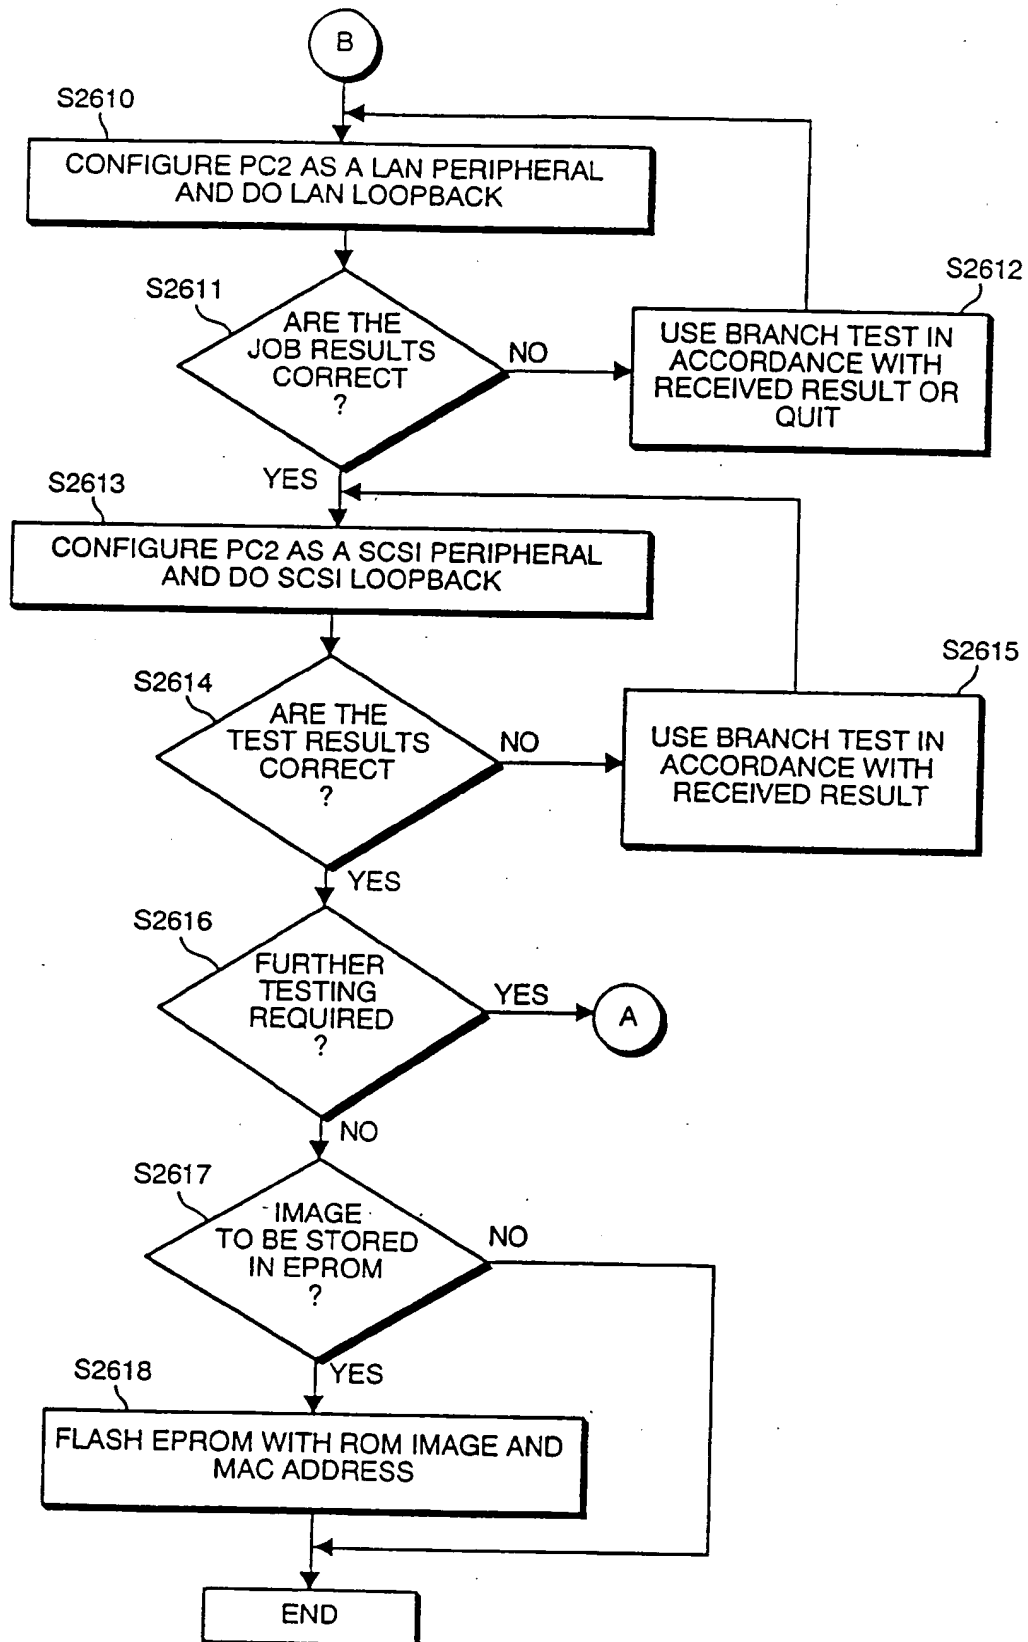 B
S2610
CONFIGURE PC2 AS A LAN PERIPHERAL
AND DO LAN LOOPBACK
S2611
ARE THE
JOB RESULTS
CORRECT
?
NO
S2612
USE BRANCH TEST IN
ACCORDANCE WITH
RECEIVED RESULT OR
QUIT
YES
S2613
CONFIGURE PC2 AS A SCSI PERIPHERAL
AND DO SCSI LOOPBACK
S2614
ARE THE
TEST RESULTS
CORRECT
?
NO
S2615
USE BRANCH TEST IN
ACCORDANCE WITH
RECEIVED RESULT
YES
S2616
FURTHER
TESTING
REQUIRED
?
YES
A
NO
S2617
IMAGE
TO BE STORED
IN EPROM
?
NO
YES
S2618
FLASH EPROM WITH ROM IMAGE AND
MAC ADDRESS
END